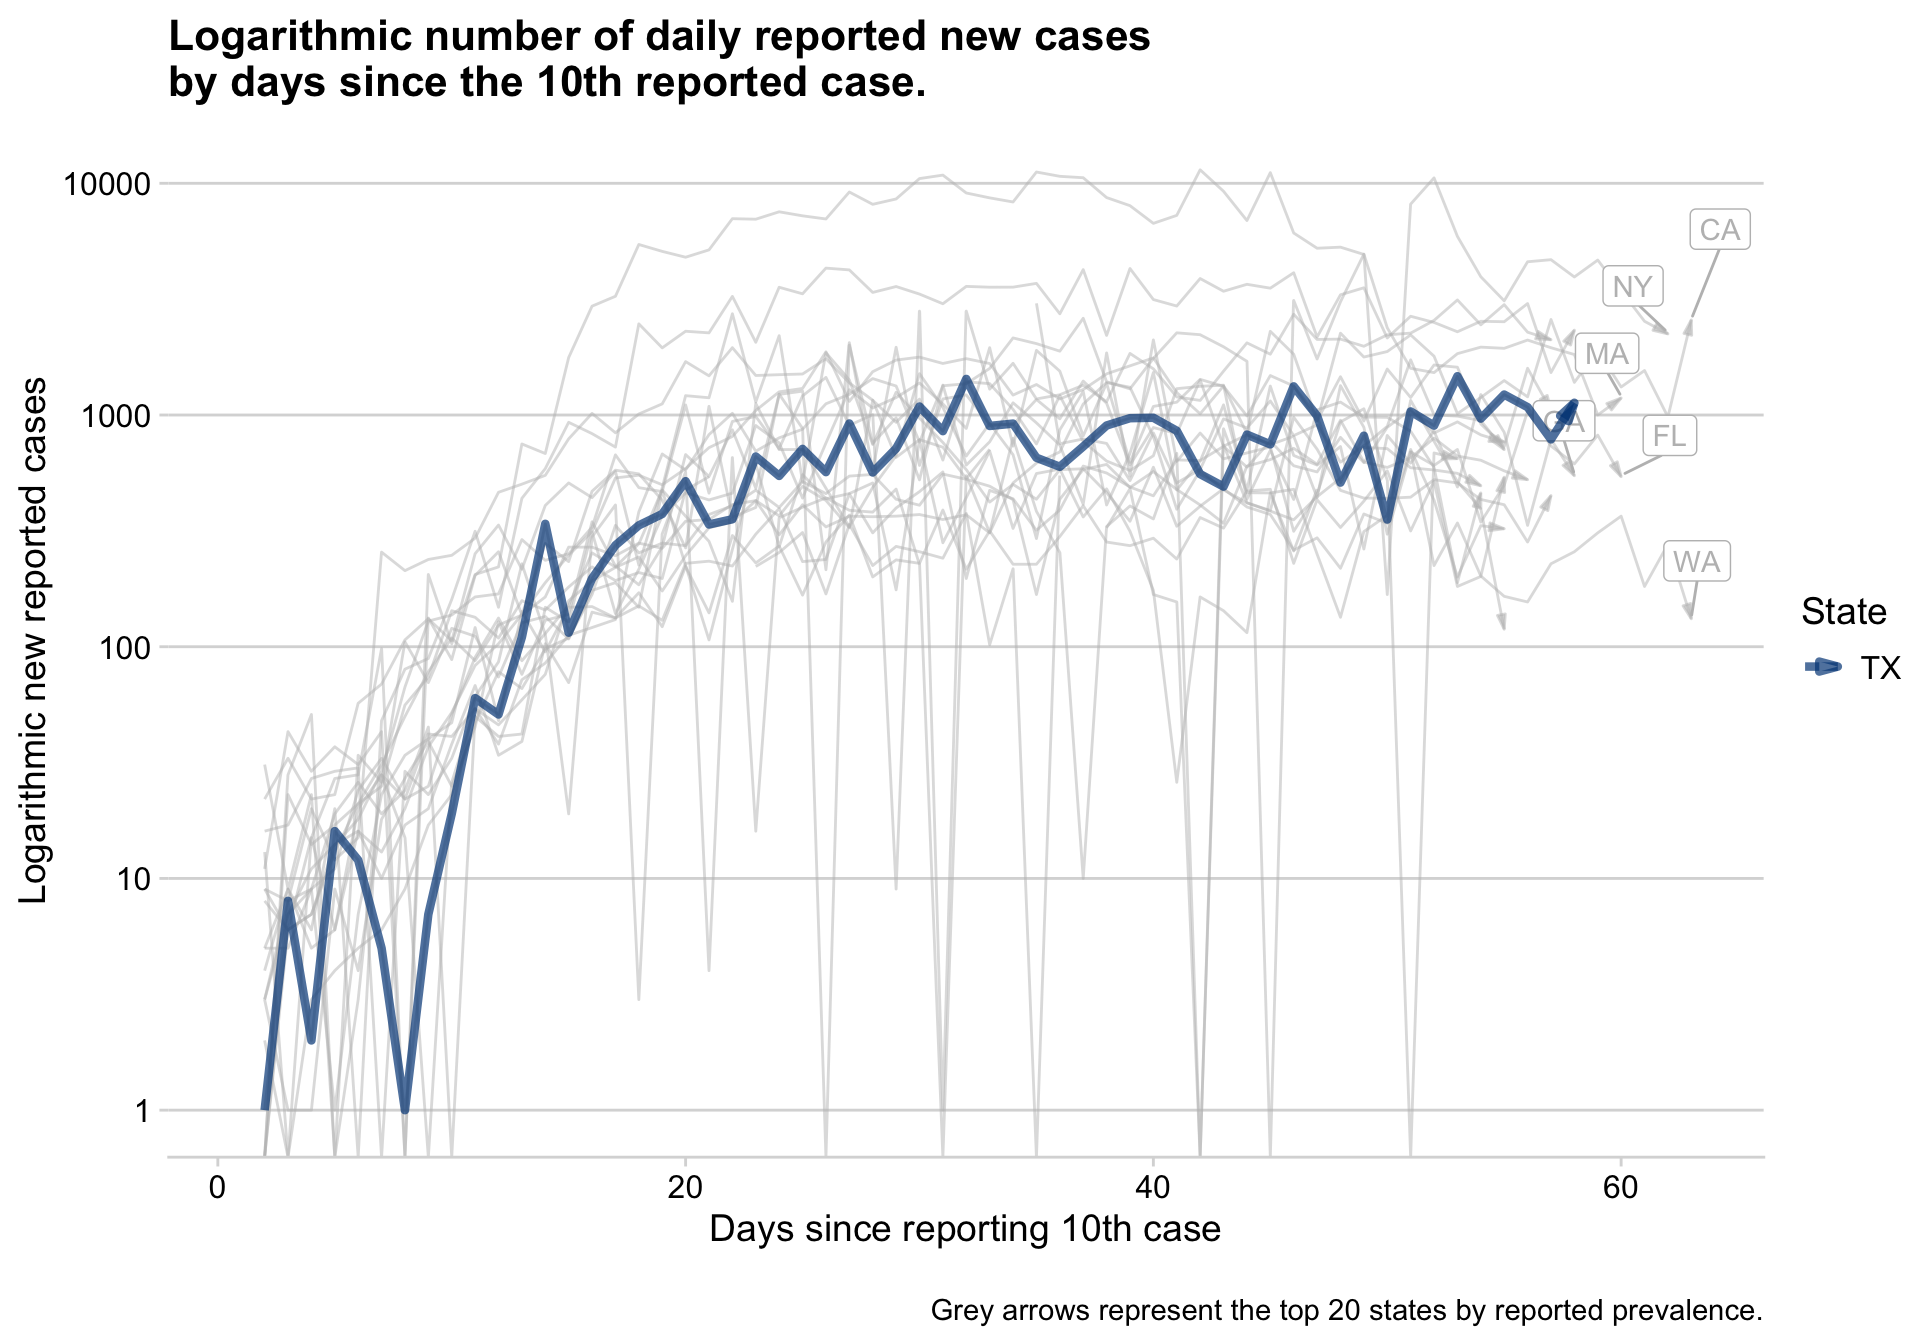 Logarithmic number of daily reported new cases
by days since the 10th reported case.
Logarithmic new reported cases
10000
1000
100
10
1
CA
NY
MA
GA
FL
WA
State
TX
0
20
40
60
Days since reporting 10th case
Grey arrows represent the top 20 states by reported prevalence.